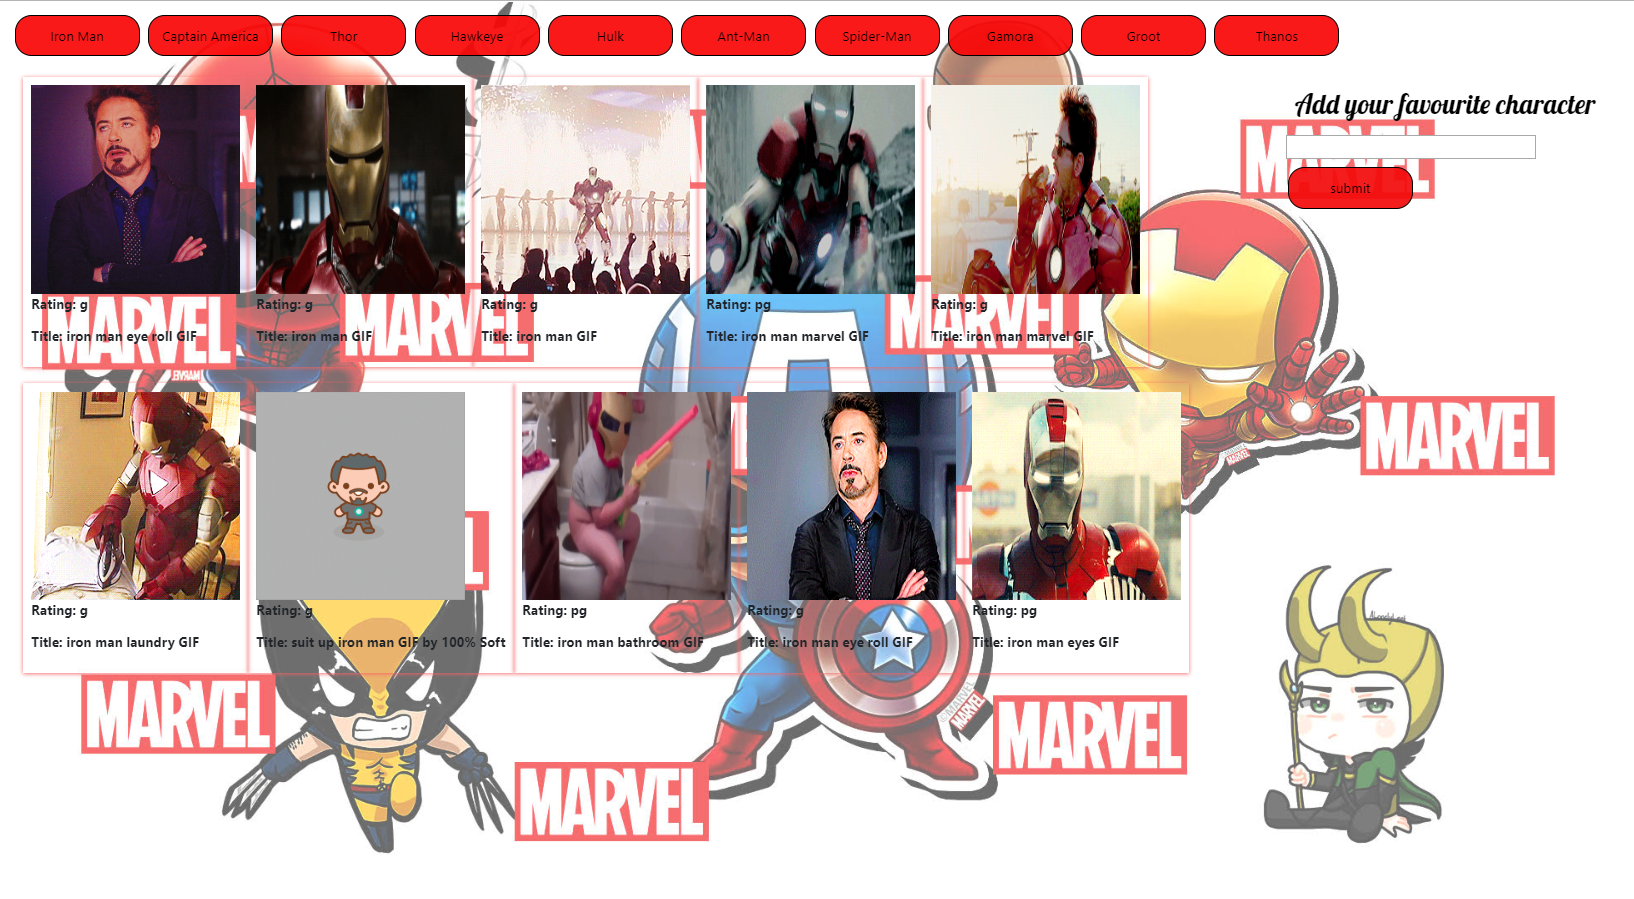 Iron Man Captain America Thor Hawkeye Hulk Ant-Man Spider-Man Gamora Groot Thanos
Add your favourite character
submit
Rating: g
Title: iron man eye roll GIF
Rating: g
Title: iron man GIF
Rating: g
Title: iron man GIF
Rating: pg
Title: iron man marvel GIF
Rating: g
Title: iron man marvel GIF
Rating: g
Title: iron man laundry GIF
Rating: g
Title: suit up iron man GIF by 100% Soft
Rating: pg
Title: iron man bathroom GIF
Rating: g
Title: iron man eye roll GIF
Rating: pg
Title: iron man eyes GIF
MARVEL
MARVEL
MARVEL
MARVEL
MARVEL
MARVEL
MARVEL
MARVEL
©MARVEL
MARVEL